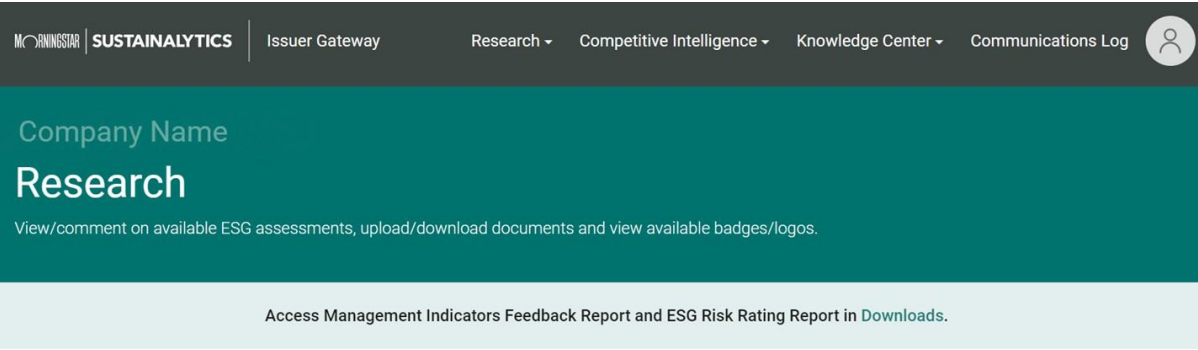 MORNINGSTAR | SUSTAINALYTICS Issuer Gateway Research Competitive Intelligence Knowledge Center Communications Log
Company Name
Research
View/comment on available ESG assessments, upload/download documents and view available badges/logos.
Access Management Indicators Feedback Report and ESG Risk Rating Report in Downloads.